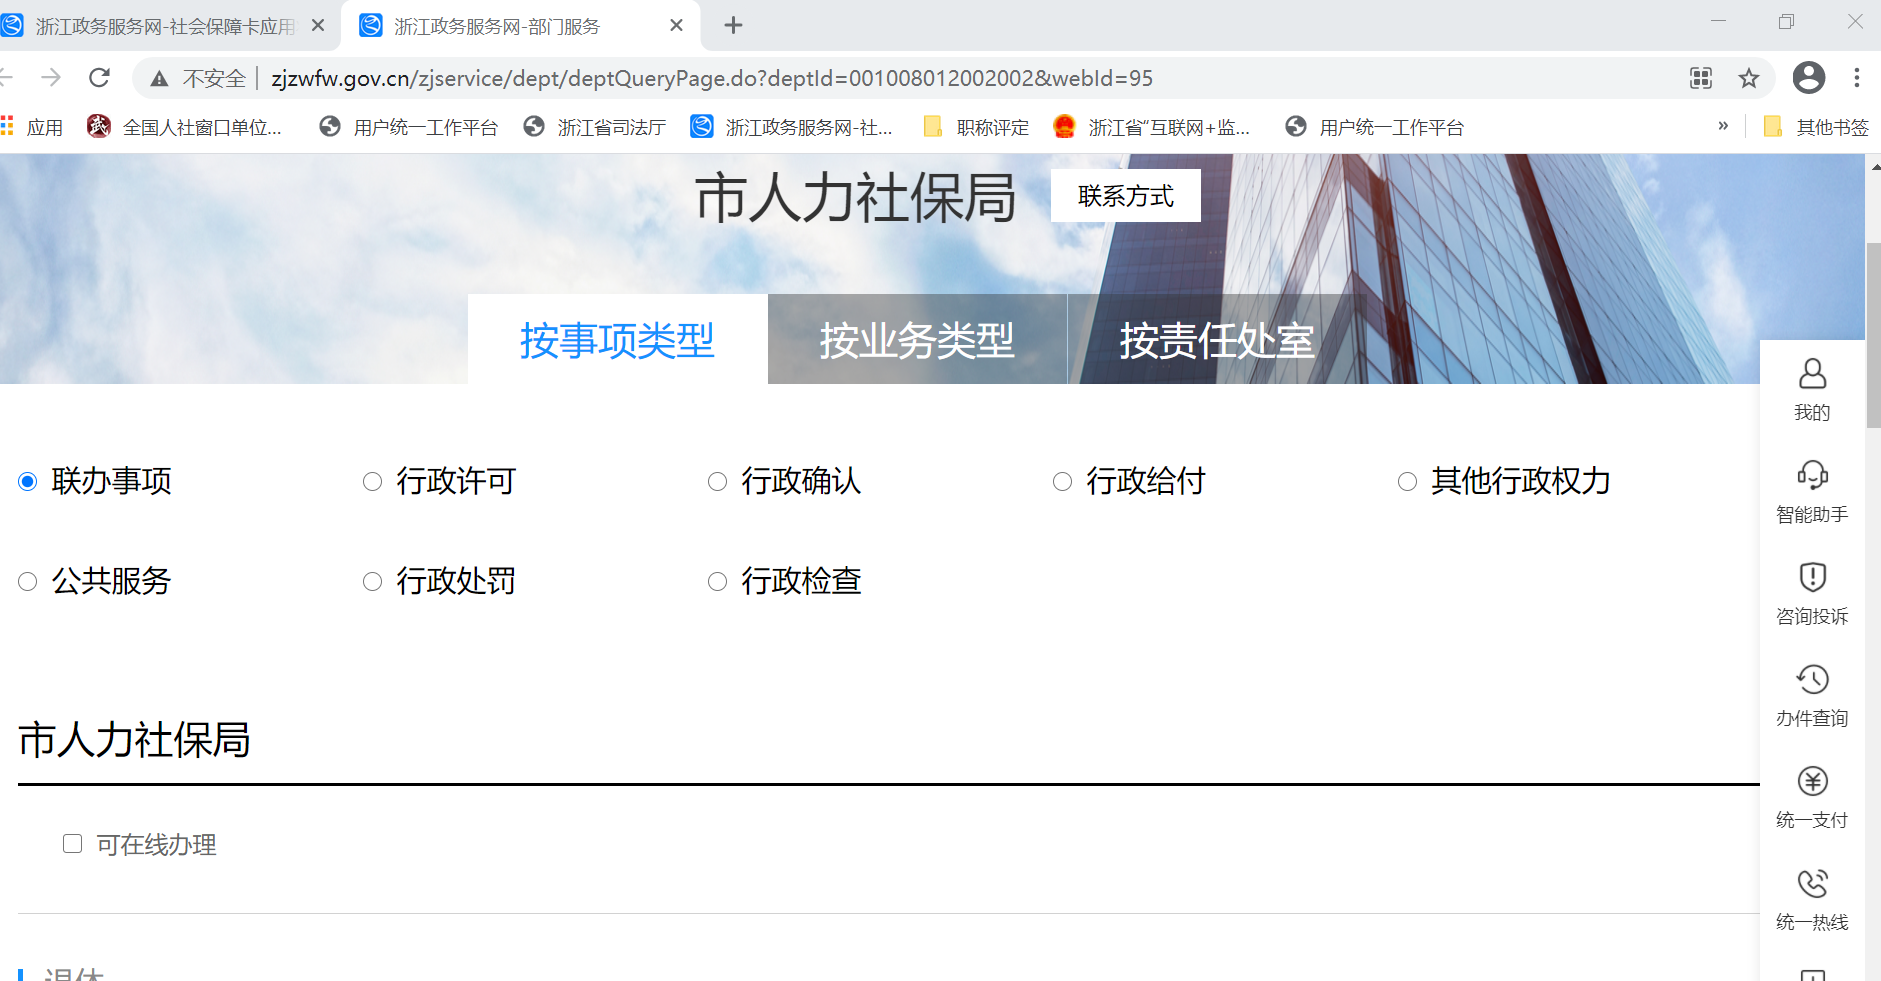 浙江政务服务网-社会保障卡应用
浙江政务服务网-部门服务
不安全
zjzwfw.gov.cn/zjservice/dept/deptQueryPage.do?deptId=001008012002002&webId=95
应用
全国人社窗口单位...
用户统一工作平台
浙江省司法厅
浙江政务服务网-社...
职称评定
浙江省“互联网+监...
用户统一工作平台
»
其他书签
市人力社保局
联系方式
按事项类型
按业务类型
按责任处室
联办事项
行政许可
行政确认
行政给付
其他行政权力
公共服务
行政处罚
行政检查
市人力社保局
可在线办理
退休
我的
智能助手
咨询投诉
办件查询
统一支付
统一热线